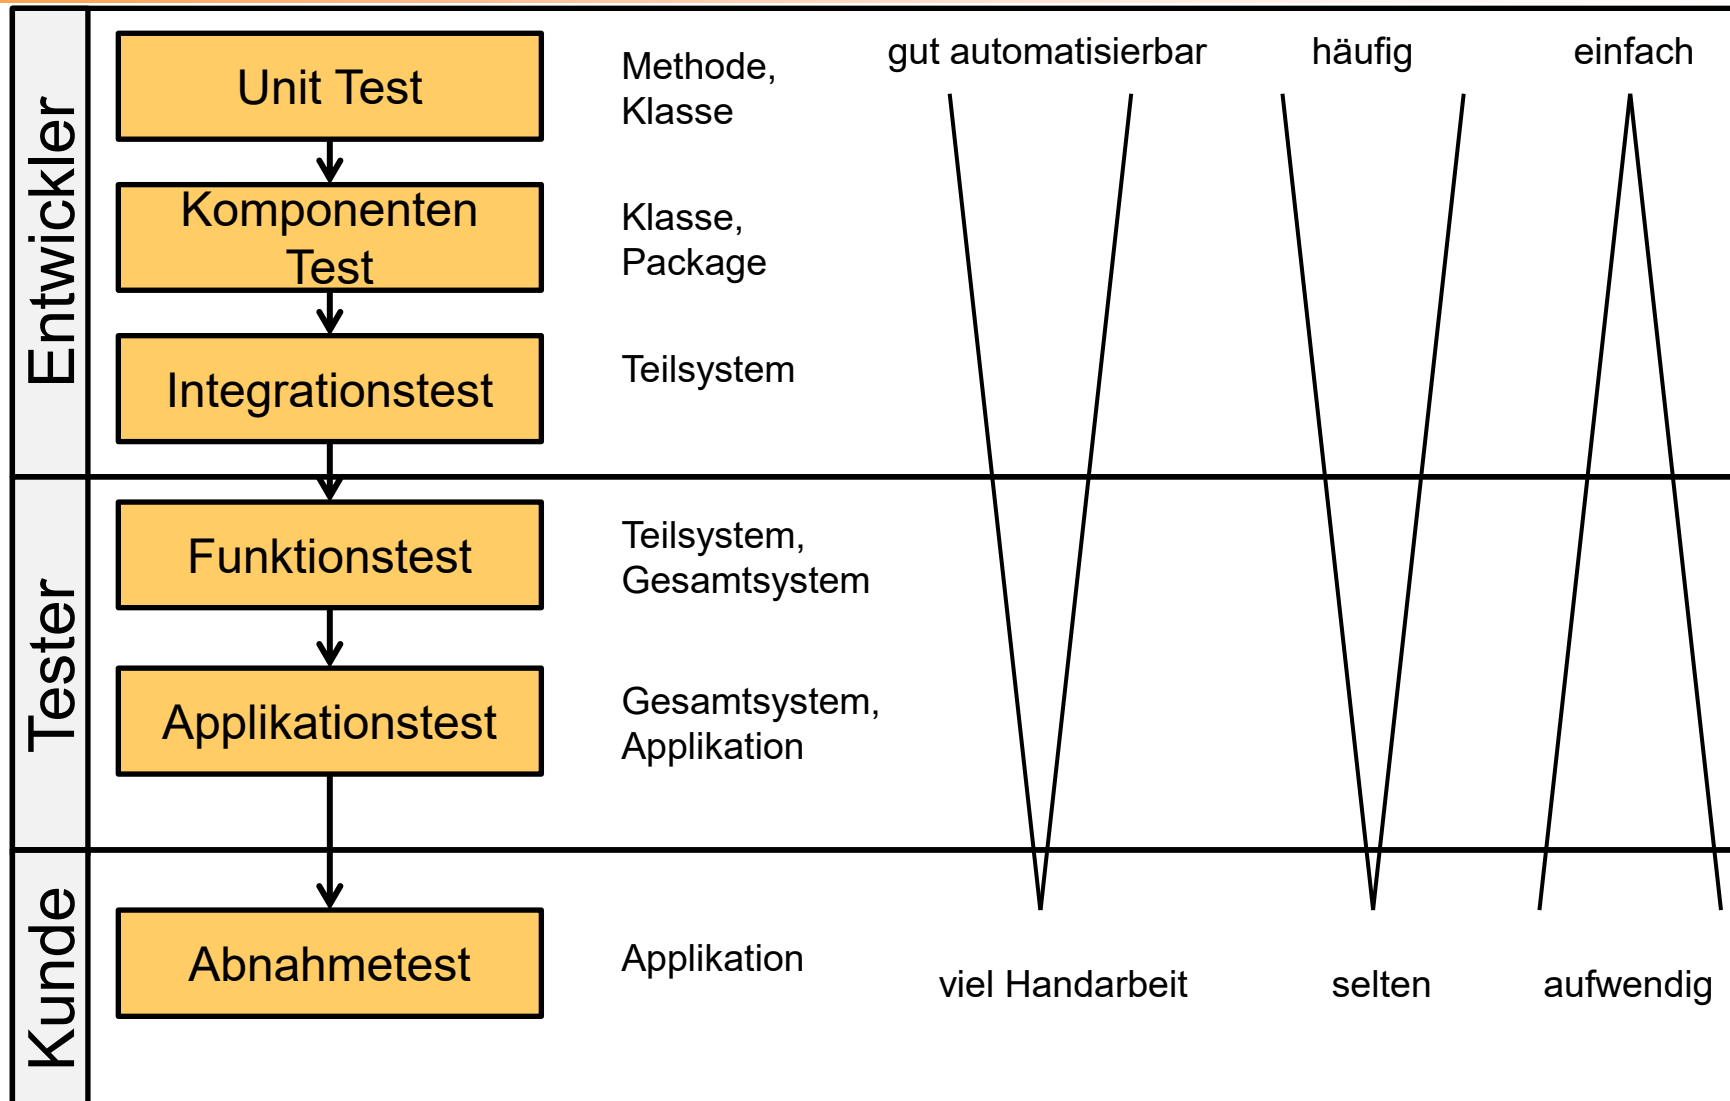 gut automatisierbar
häufig
einfach
Entwickler
Unit Test
Methode,
Klasse
Komponenten
Test
Klasse,
Package
Integrationstest
Teilsystem
Tester
Funktionstest
Teilsystem,
Gesamtsystem
Applikationstest
Gesamtsystem,
Applikation
Kunde
Abnahmetest
Applikation
viel Handarbeit
selten
aufwendig